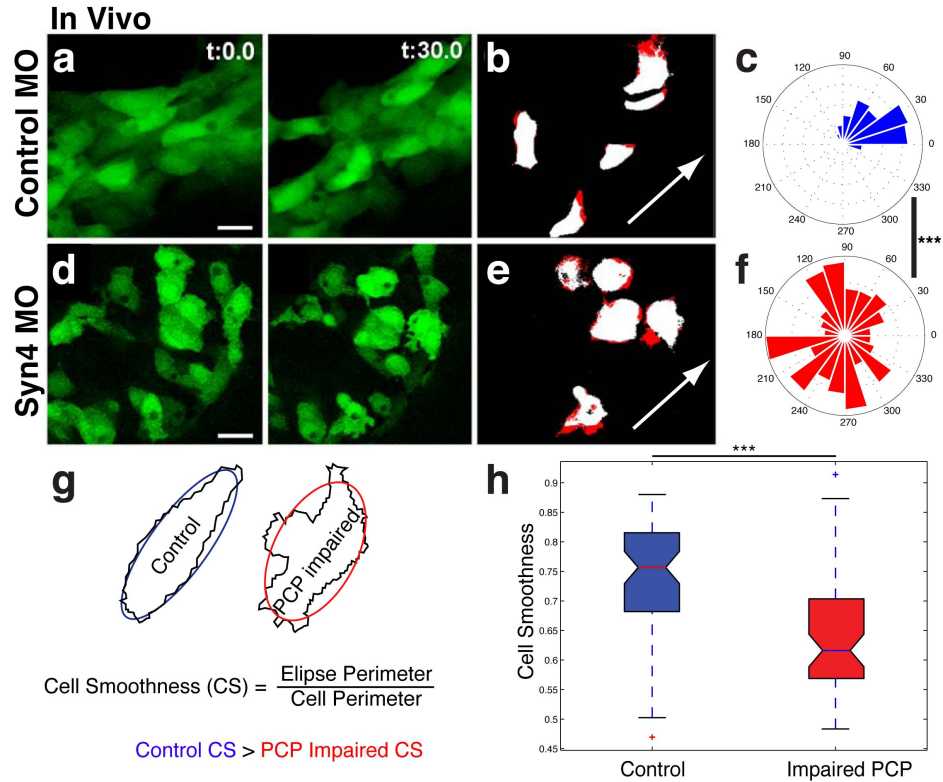 In Vivo
Control MO
a
t:0.0
t:30.0
b
c
90
120
60
150
30
180
0
210
330
240
300
270
***
Syn4 MO
d
e
f
90
120
60
150
30
180
0
210
330
240
300
270
g
Control
PCP impaired
Cell Smoothness (CS) = Elipse Perimeter
Cell Perimeter
Control CS > PCP Impaired CS
h
***
Cell Smoothness
0.9
0.85
0.8
0.75
0.7
0.65
0.6
0.55
0.5
0.45
Control
Impaired PCP